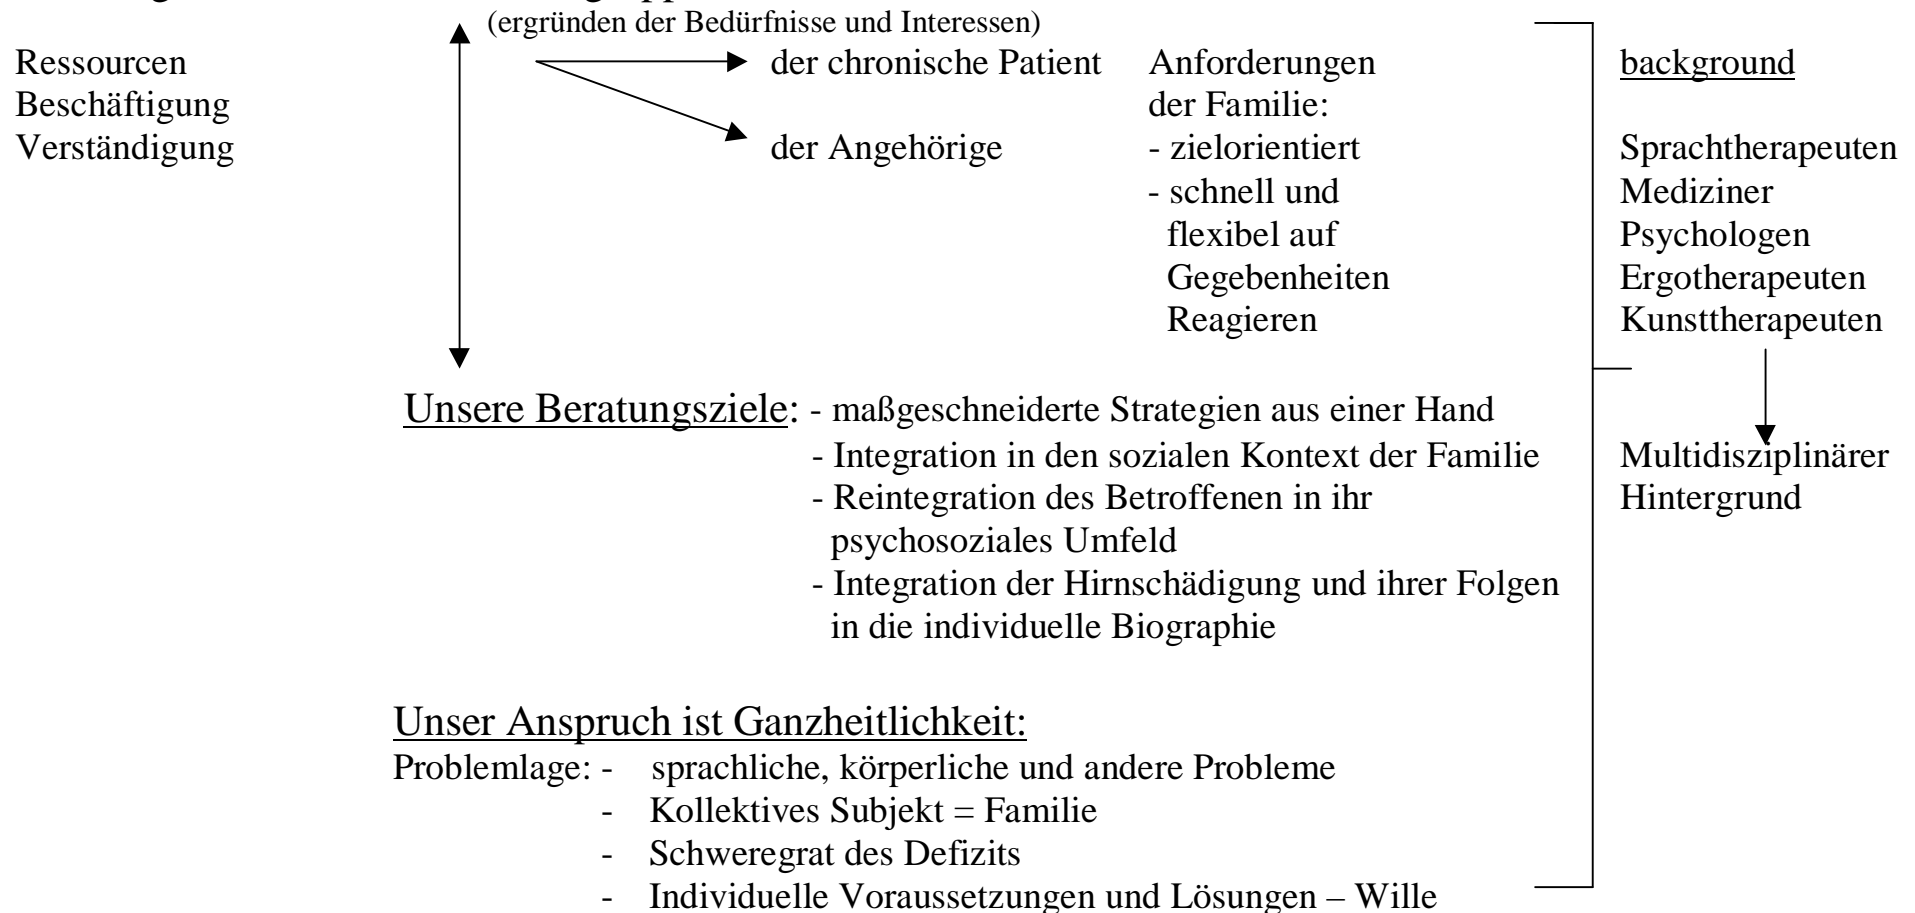 (ergründen der Bedürfnisse und Interessen)
Ressourcen
Beschäftigung
Verständigung
der chronische Patient
der Angehörige
Anforderungen
der Familie:
- zielorientiert
- schnell und
flexibel auf
Gegebenheiten
Reagieren
background
Sprachtherapeuten
Mediziner
Psychologen
Ergotherapeuten
Kunsttherapeuten
Multidisziplinärer
Hintergrund
Unsere Beratungsziele: - maßgeschneiderte Strategien aus einer Hand
- Integration in den sozialen Kontext der Familie
- Reintegration des Betroffenen in ihr
psychosoziales Umfeld
- Integration der Hirnschädigung und ihrer Folgen
in die individuelle Biographie
Unser Anspruch ist Ganzheitlichkeit:
Problemlage: - sprachliche, körperliche und andere Probleme
- Kollektives Subjekt = Familie
- Schweregrat des Defizits
- Individuelle Voraussetzungen und Lösungen – Wille